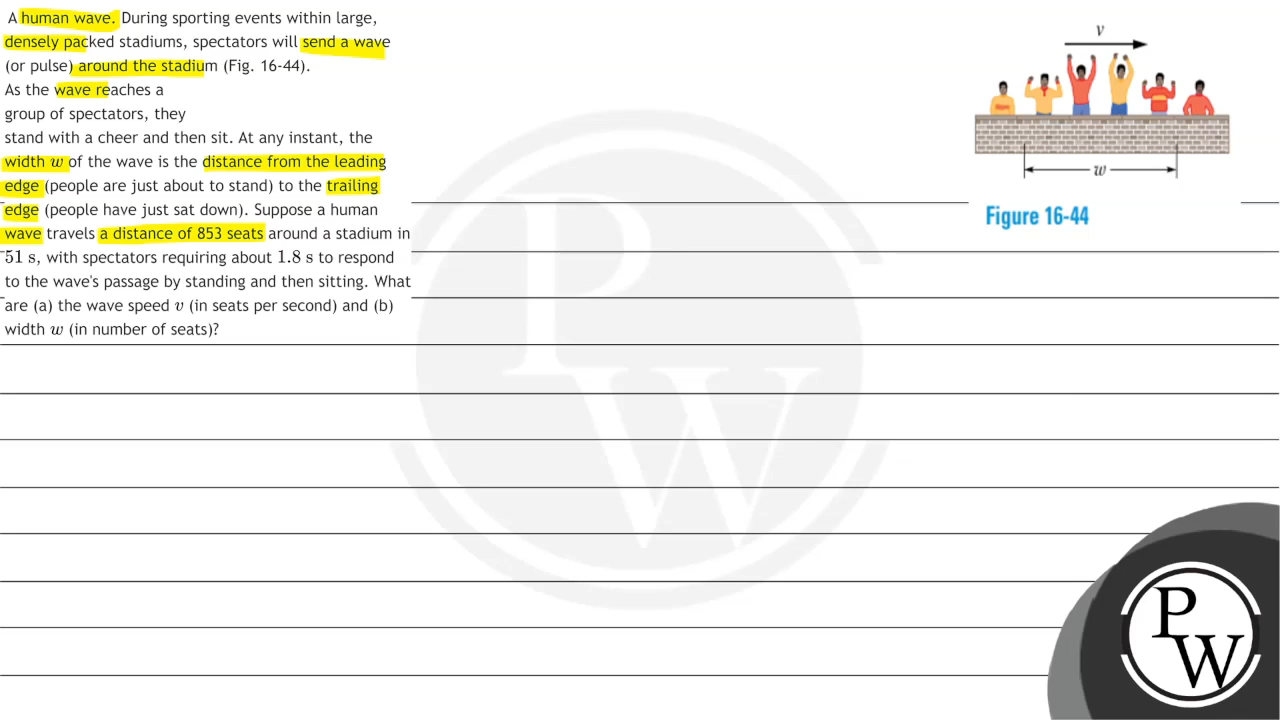 A human wave. During sporting events within large,
densely packed stadiums, spectators will send a wave
(or pulse) around the stadium (Fig. 16-44).
As the wave reaches a
group of spectators, they
stand with a cheer and then sit. At any instant, the
width w of the wave is the distance from the leading
edge (people are just about to stand) to the trailing
edge (people have just sat down). Suppose a human
wave travels a distance of 853 seats around a stadium in
51 s, with spectators requiring about 1.8 s to respond
to the wave's passage by standing and then sitting. What
are (a) the wave speed v (in seats per second) and (b)
width w (in number of seats)?
v
w
Figure 16-44
PW
PW